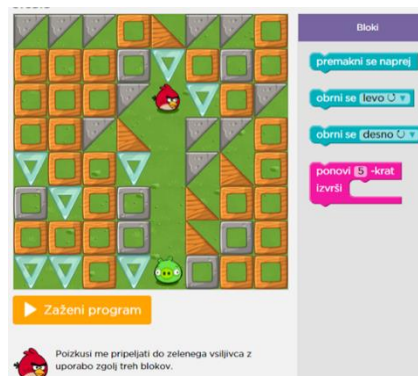 Bloki
premakni se naprej
obrni se levo ↺ ▼
obrni se desno ↻ ▼
ponovi 5 -krat
izvrši
Zaženi program
Poizkusi me pripeljati do zelenega vsiljivca z
uporabo zgolj treh blokov.